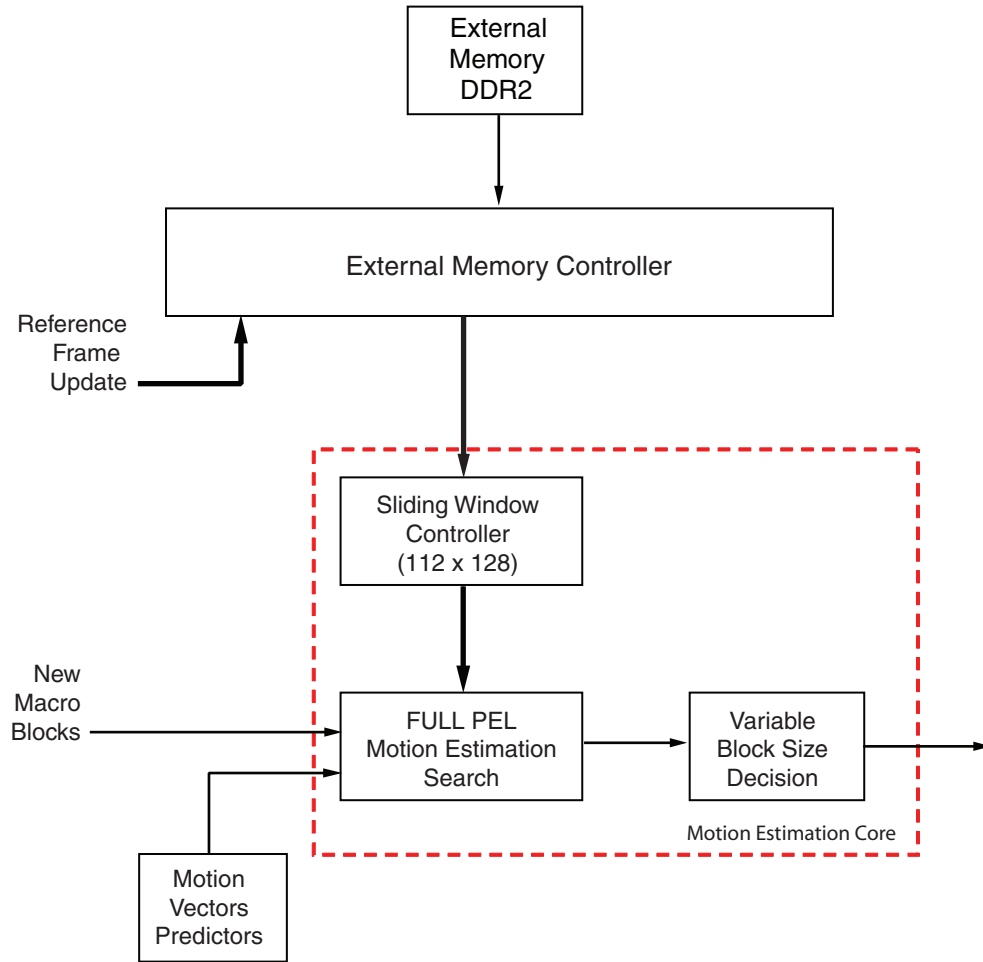 External
Memory
DDR2
External Memory Controller
Reference
Frame
Update
Sliding Window
Controller
(112 x 128)
New
Macro
Blocks
FULL PEL
Motion Estimation
Search
Variable
Block Size
Decision
Motion Estimation Core
Motion
Vectors
Predictors